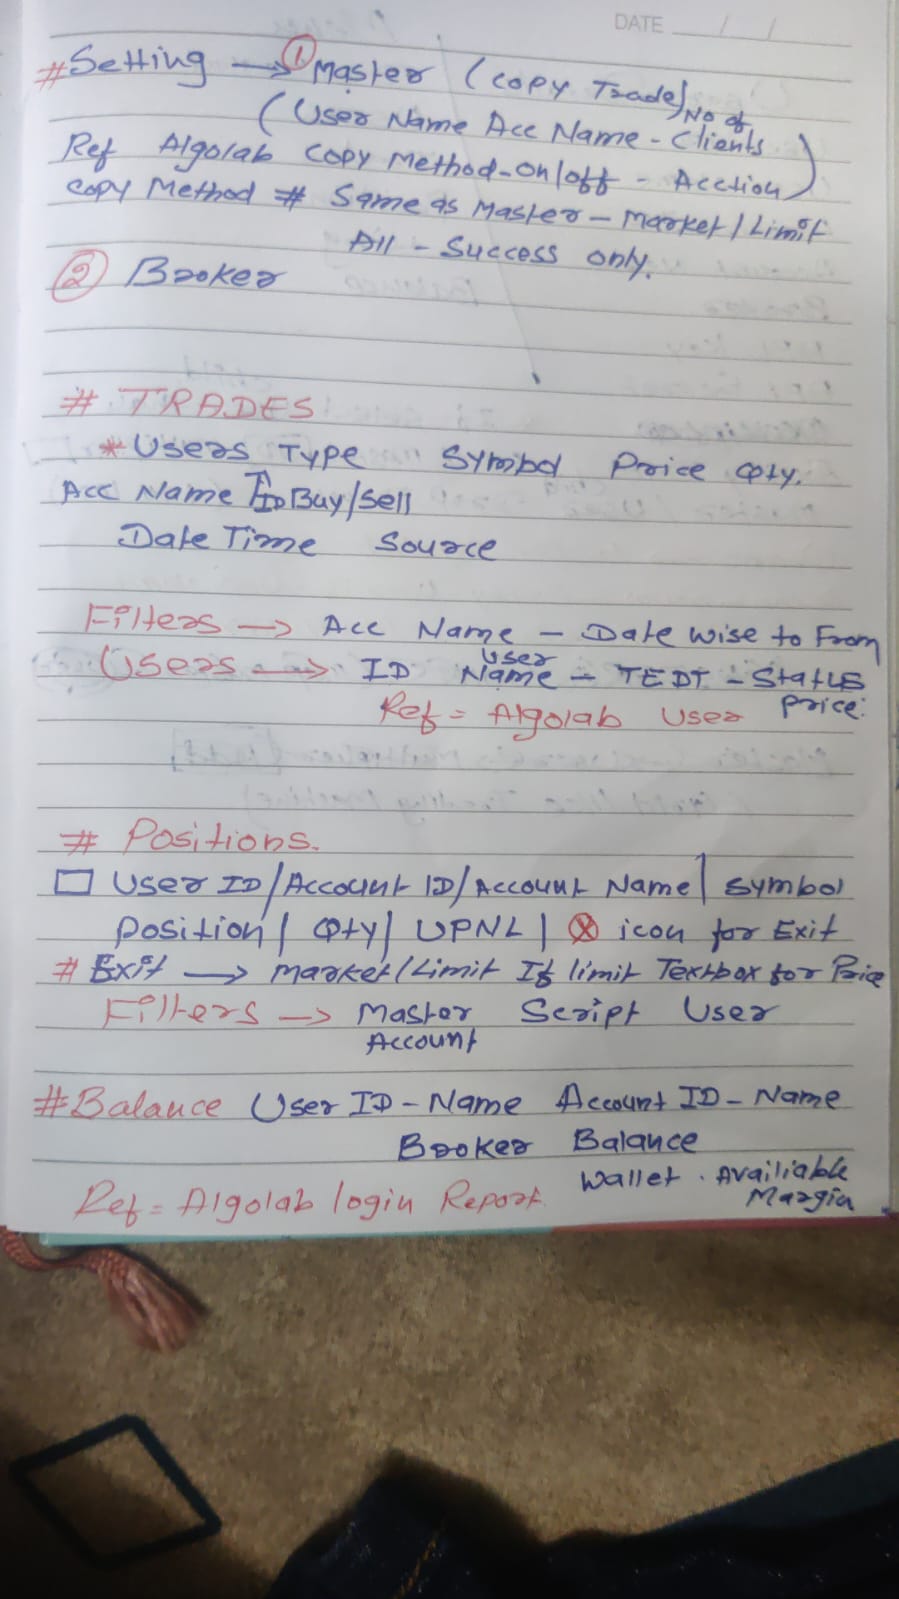 DATE / /
# Setting → ① Master (Copy Trade)
(User Name Acc Name - No of Clients
Ref Algolab Copy Method - On/off - Acction)
Copy Method # Same as Master - Market/Limit
All - Success only.
② Broker
# TRADES
* Users Type Symbol Price Qty.
Acc Name ID Buy/Sell
Date Time Source
Filters → Acc Name - Date wise to From
Users → ID User Name - TEDT - Status
Price.
Ref = Algolab User
# Positions.
User ID/Account ID/Account Name| Symbol
Position| Qty| UPNL| ⊗ icon for Exit
# Exit → Market/Limit If limit Textbox for Price
Filters → Master Script User
Account
# Balance User ID - Name Account ID - Name
Broker Balance
Wallet . Availiable
Margin
Ref = Algolab login Report.